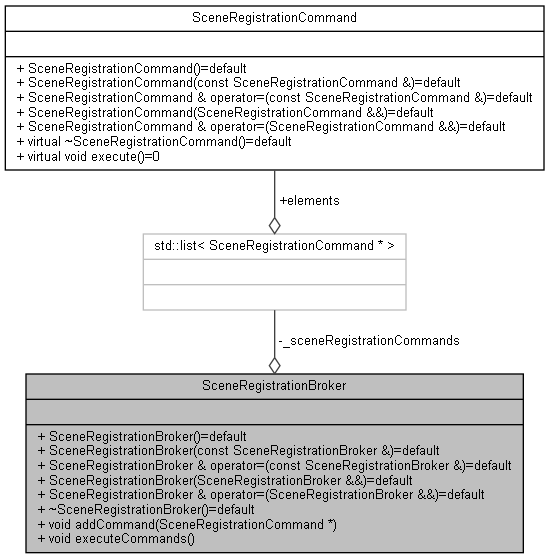 SceneRegistrationCommand
+ SceneRegistrationCommand()=default
+ SceneRegistrationCommand(const SceneRegistrationCommand &)=default
+ SceneRegistrationCommand & operator=(const SceneRegistrationCommand &)=default
+ SceneRegistrationCommand(SceneRegistrationCommand &&)=default
+ SceneRegistrationCommand & operator=(SceneRegistrationCommand &&)=default
+ virtual ~SceneRegistrationCommand()=default
+ virtual void execute()=0
+elements
std::list< SceneRegistrationCommand * >
-_sceneRegistrationCommands
SceneRegistrationBroker
+ SceneRegistrationBroker()=default
+ SceneRegistrationBroker(const SceneRegistrationBroker &)=default
+ SceneRegistrationBroker & operator=(const SceneRegistrationBroker &)=default
+ SceneRegistrationBroker(SceneRegistrationBroker &&)=default
+ SceneRegistrationBroker & operator=(SceneRegistrationBroker &&)=default
+ ~SceneRegistrationBroker()=default
+ void addCommand(SceneRegistrationCommand *)
+ void executeCommands()